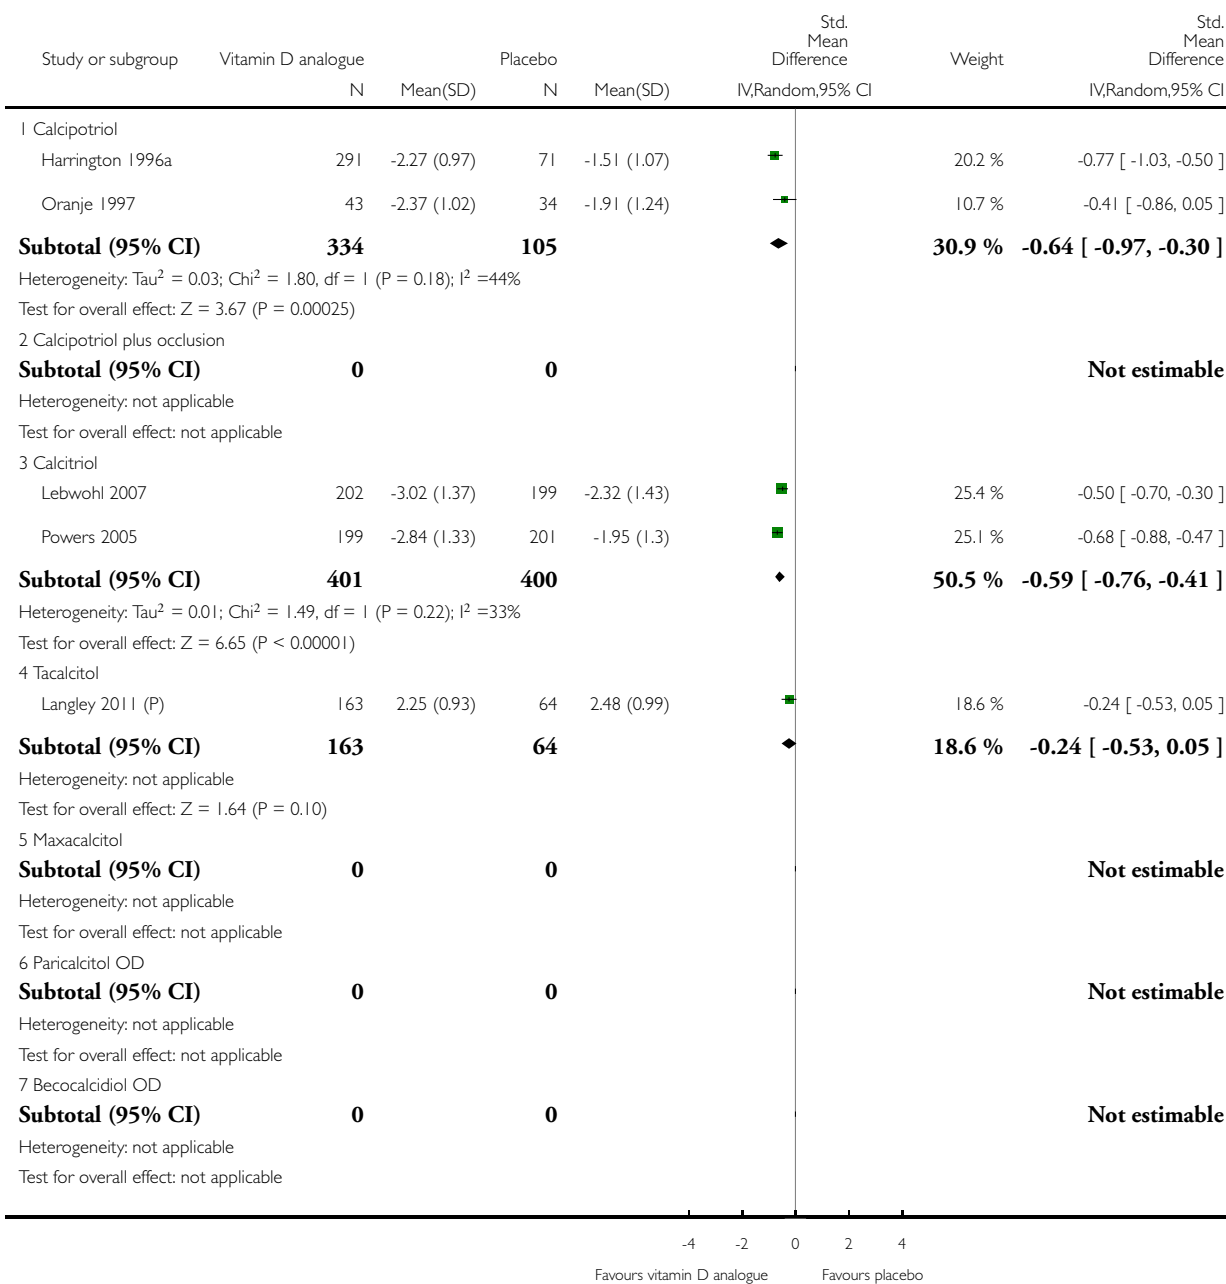 Std. Mean Difference Std. Mean Difference
Study or subgroup Vitamin D analogue Placebo Weight
N Mean(SD) N Mean(SD) IV,Random,95% CI IV,Random,95% CI
1 Calcipotriol
Harrington 1996a 291 -2.27 (0.97) 71 -1.51 (1.07) 20.2 % -0.77 [ -1.03, -0.50 ]
Oranje 1997 43 -2.37 (1.02) 34 -1.91 (1.24) 10.7 % -0.41 [ -0.86, 0.05 ]
Subtotal (95% CI) 334 105 30.9 % -0.64 [ -0.97, -0.30 ]
Heterogeneity: Tau² = 0.03; Chi² = 1.80, df = 1 (P = 0.18); I² =44%
Test for overall effect: Z = 3.67 (P = 0.00025)
2 Calcipotriol plus occlusion
Subtotal (95% CI) 0 0 Not estimable
Heterogeneity: not applicable
Test for overall effect: not applicable
3 Calcitriol
Lebwohl 2007 202 -3.02 (1.37) 199 -2.32 (1.43) 25.4 % -0.50 [ -0.70, -0.30 ]
Powers 2005 199 -2.84 (1.33) 201 -1.95 (1.3) 25.1 % -0.68 [ -0.88, -0.47 ]
Subtotal (95% CI) 401 400 50.5 % -0.59 [ -0.76, -0.41 ]
Heterogeneity: Tau² = 0.01; Chi² = 1.49, df = 1 (P = 0.22); I² =33%
Test for overall effect: Z = 6.65 (P < 0.00001)
4 Tacalcitol
Langley 2011 (P) 163 2.25 (0.93) 64 2.48 (0.99) 18.6 % -0.24 [ -0.53, 0.05 ]
Subtotal (95% CI) 163 64 18.6 % -0.24 [ -0.53, 0.05 ]
Heterogeneity: not applicable
Test for overall effect: Z = 1.64 (P = 0.10)
5 Maxacalcitol
Subtotal (95% CI) 0 0 Not estimable
Heterogeneity: not applicable
Test for overall effect: not applicable
6 Paricalcitol OD
Subtotal (95% CI) 0 0 Not estimable
Heterogeneity: not applicable
Test for overall effect: not applicable
7 Becocalcidiol OD
Subtotal (95% CI) 0 0 Not estimable
Heterogeneity: not applicable
Test for overall effect: not applicable
-4 -2 0 2 4
Favours vitamin D analogue Favours placebo